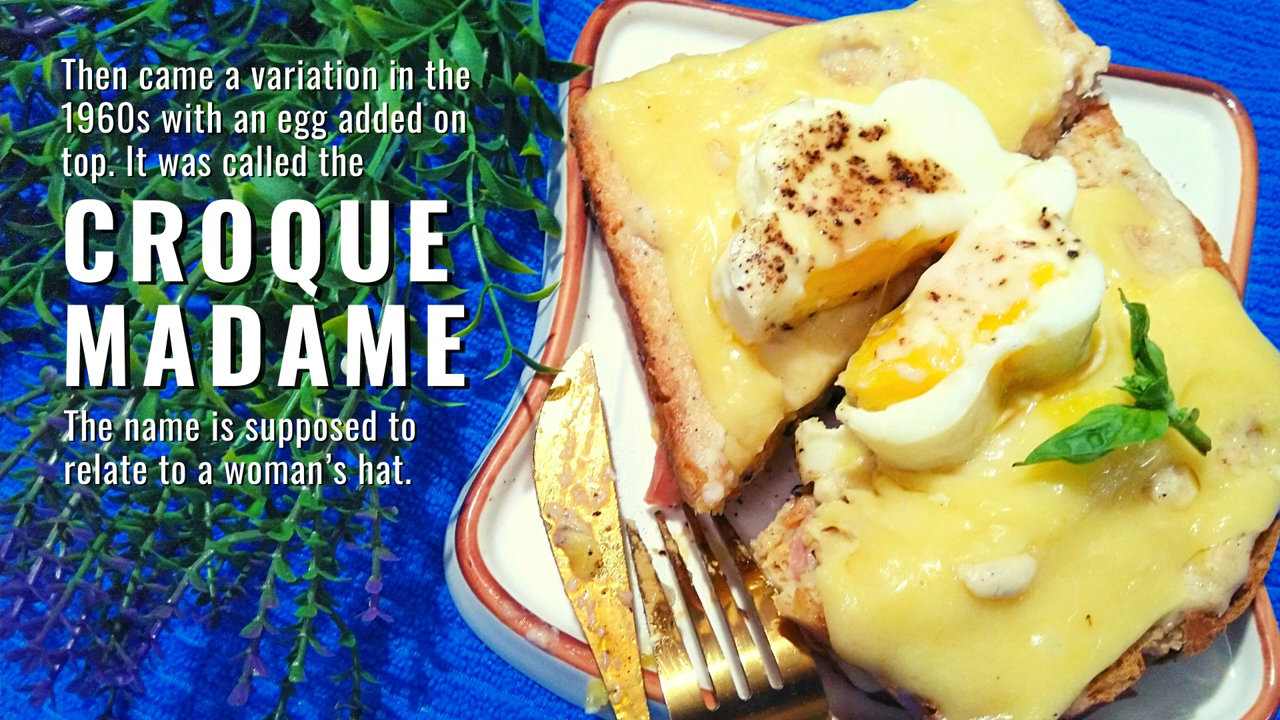 Then came a variation in the
1960s with an egg added on
top. It was called the
CROQUE
MADAME
The name is supposed to
relate to a woman’s hat.